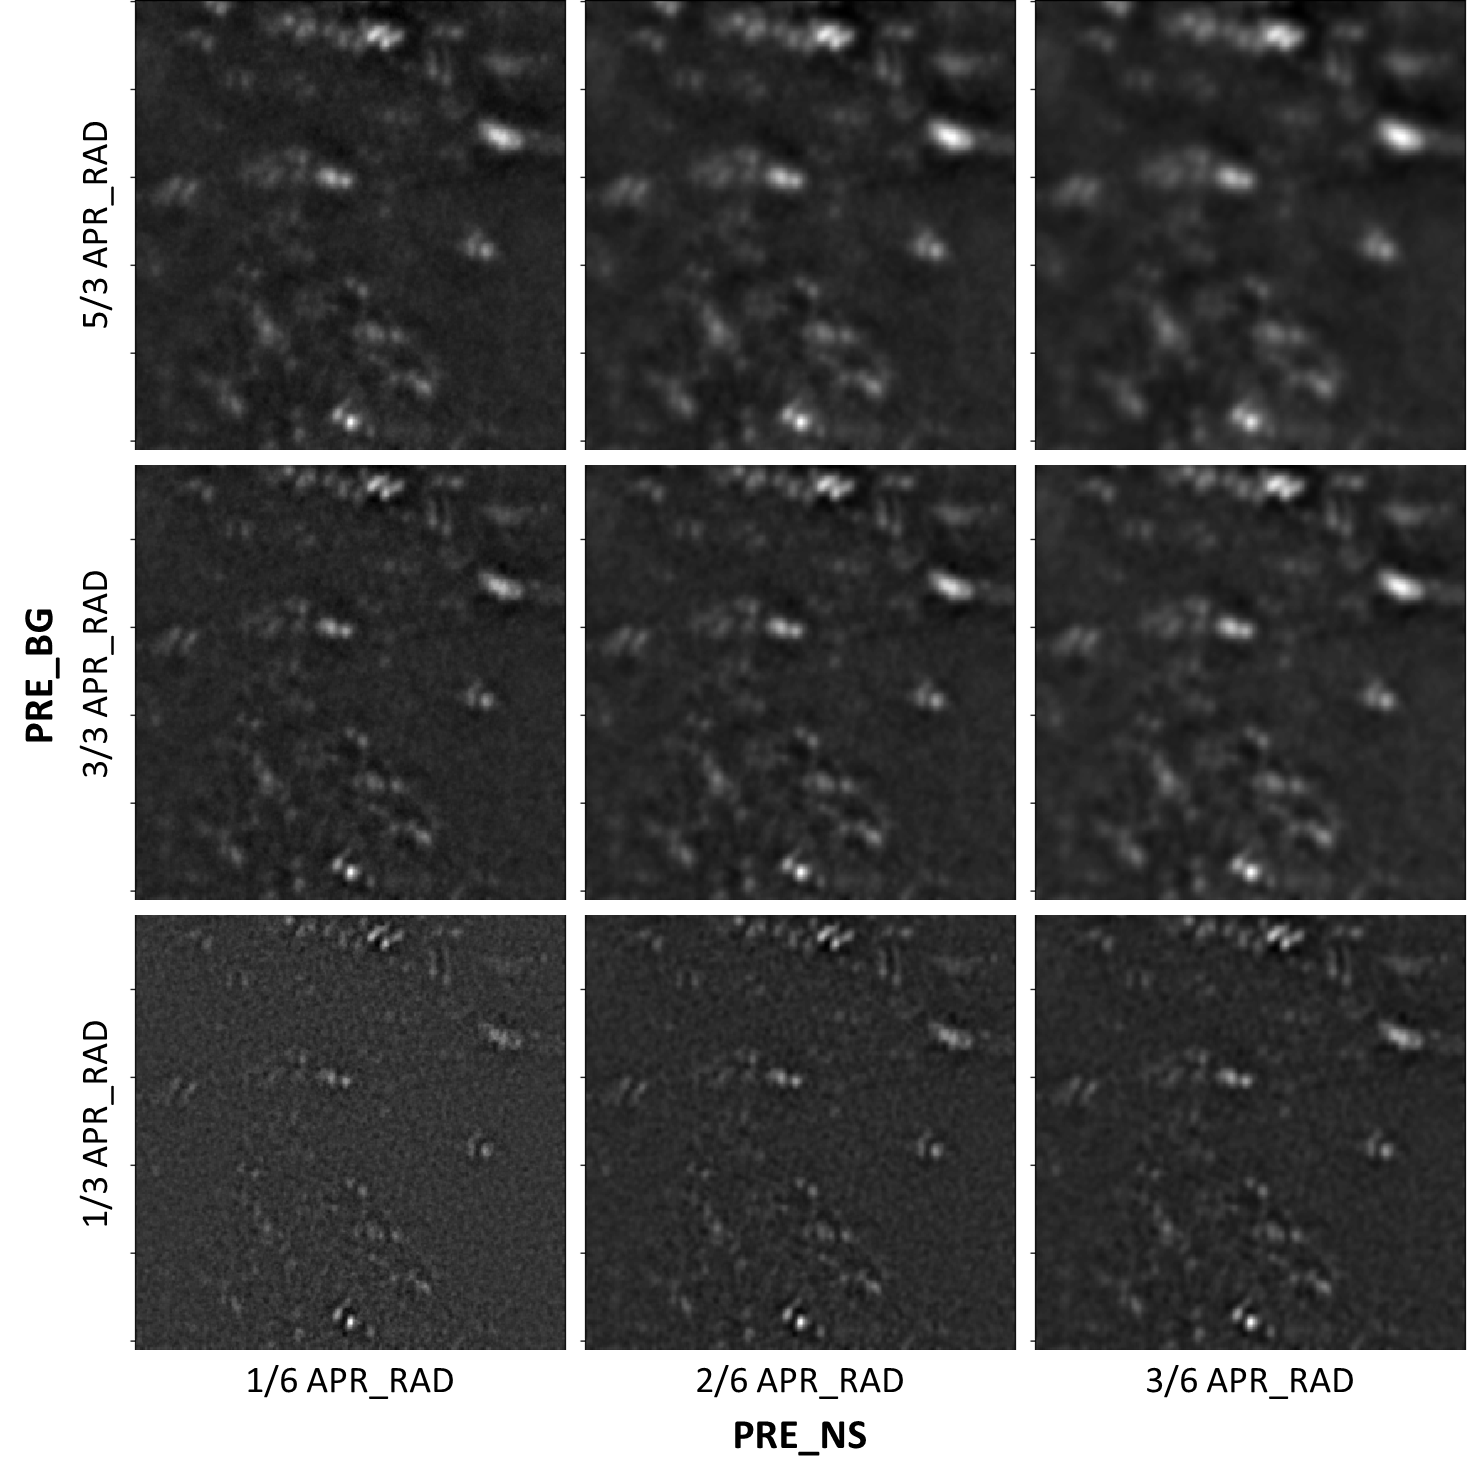 PRE_BG
5/3 APR_RAD
3/3 APR_RAD
1/3 APR_RAD
1/6 APR_RAD
2/6 APR_RAD
3/6 APR_RAD
PRE_NS